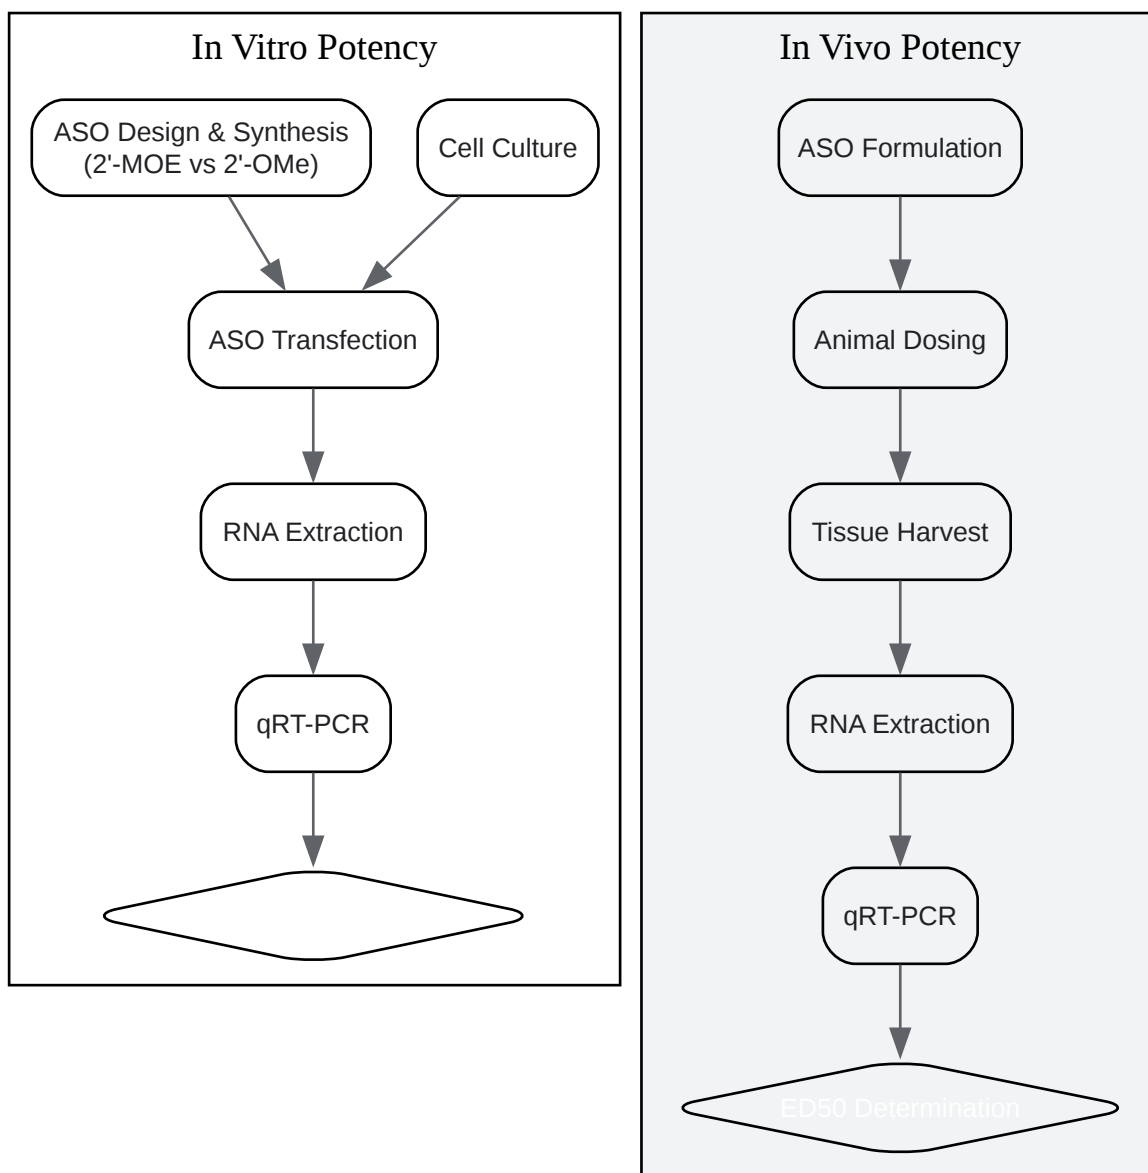 In Vitro Potency
ASO Design & Synthesis
(2'-MOE vs 2'-OMe)
Cell Culture
ASO Transfection
RNA Extraction
qRT-PCR
In Vivo Potency
ASO Formulation
Animal Dosing
Tissue Harvest
RNA Extraction
qRT-PCR
ED50 Determination